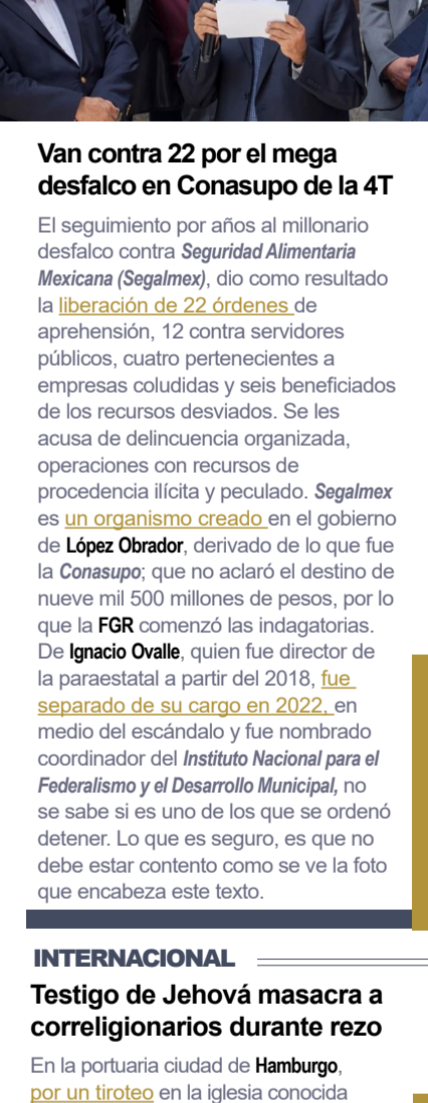 Van contra 22 por el mega
desfalco en Conasupo de la 4T
El seguimiento por años al millonario
desfalco contra Seguridad Alimentaria
Mexicana (Segalmex), dio como resultado
la liberación de 22 órdenes de
aprehensión, 12 contra servidores
públicos, cuatro pertenecientes a
empresas coludidas y seis beneficiados
de los recursos desviados. Se les
acusa de delincuencia organizada,
operaciones con recursos de
procedencia ilícita y peculado. Segalmex
es un organismo creado en el gobierno
de López Obrador, derivado de lo que fue
la Conasupo; que no aclaró el destino de
nueve mil 500 millones de pesos, por lo
que la FGR comenzó las indagatorias.
De Ignacio Ovalle, quien fue director de
la paraestatal a partir del 2018, fue
separado de su cargo en 2022, en
medio del escándalo y fue nombrado
coordinador del Instituto Nacional para el
Federalismo y el Desarrollo Municipal, no
se sabe si es uno de los que se ordenó
detener. Lo que es seguro, es que no
debe estar contento como se ve la foto
que encabeza este texto.
INTERNACIONAL
Testigo de Jehová masacra a
correligionarios durante rezo
En la portuaria ciudad de Hamburgo,
por un tiroteo en la iglesia conocida